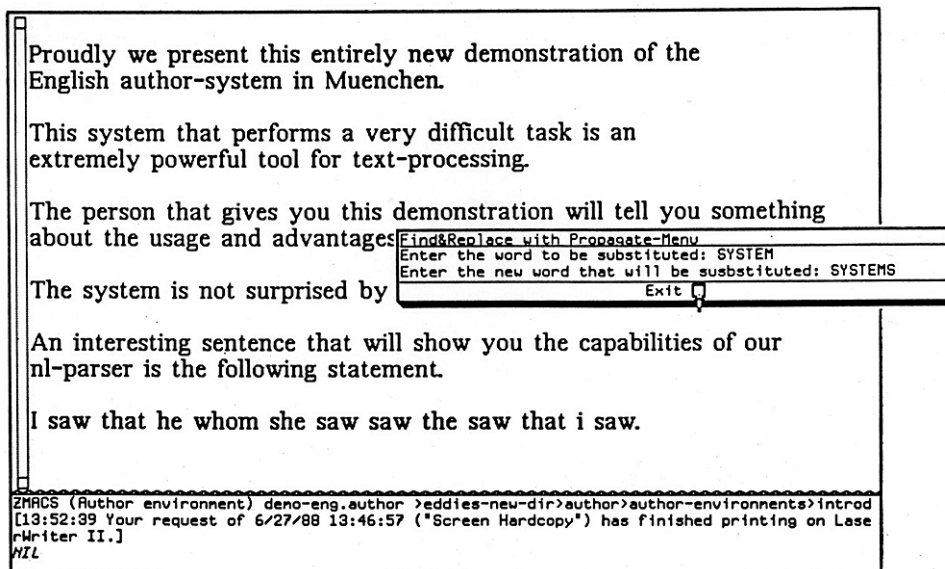 Proudly we present this entirely new demonstration of the
English author-system in Muenchen.
This system that performs a very difficult task is an
extremely powerful tool for text-processing.
The person that gives you this demonstration will tell you something
about the usage and advantages
Find&Replace with Propagate-Menu
Enter the word to be substituted: SYSTEM
Enter the new word that will be susbstituted: SYSTEMS
Exit
The system is not surprised by
An interesting sentence that will show you the capabilities of our
nl-parser is the following statement.
I saw that he whom she saw saw the saw that i saw.
ZMACS (Author environment) demo-eng.author >eddies-new-dir>author>author-environments>introd
[13:52:39 Your request of 6/27/88 13:46:57 ("Screen Hardcopy") has finished printing on Lase
rWriter II.]
NIL